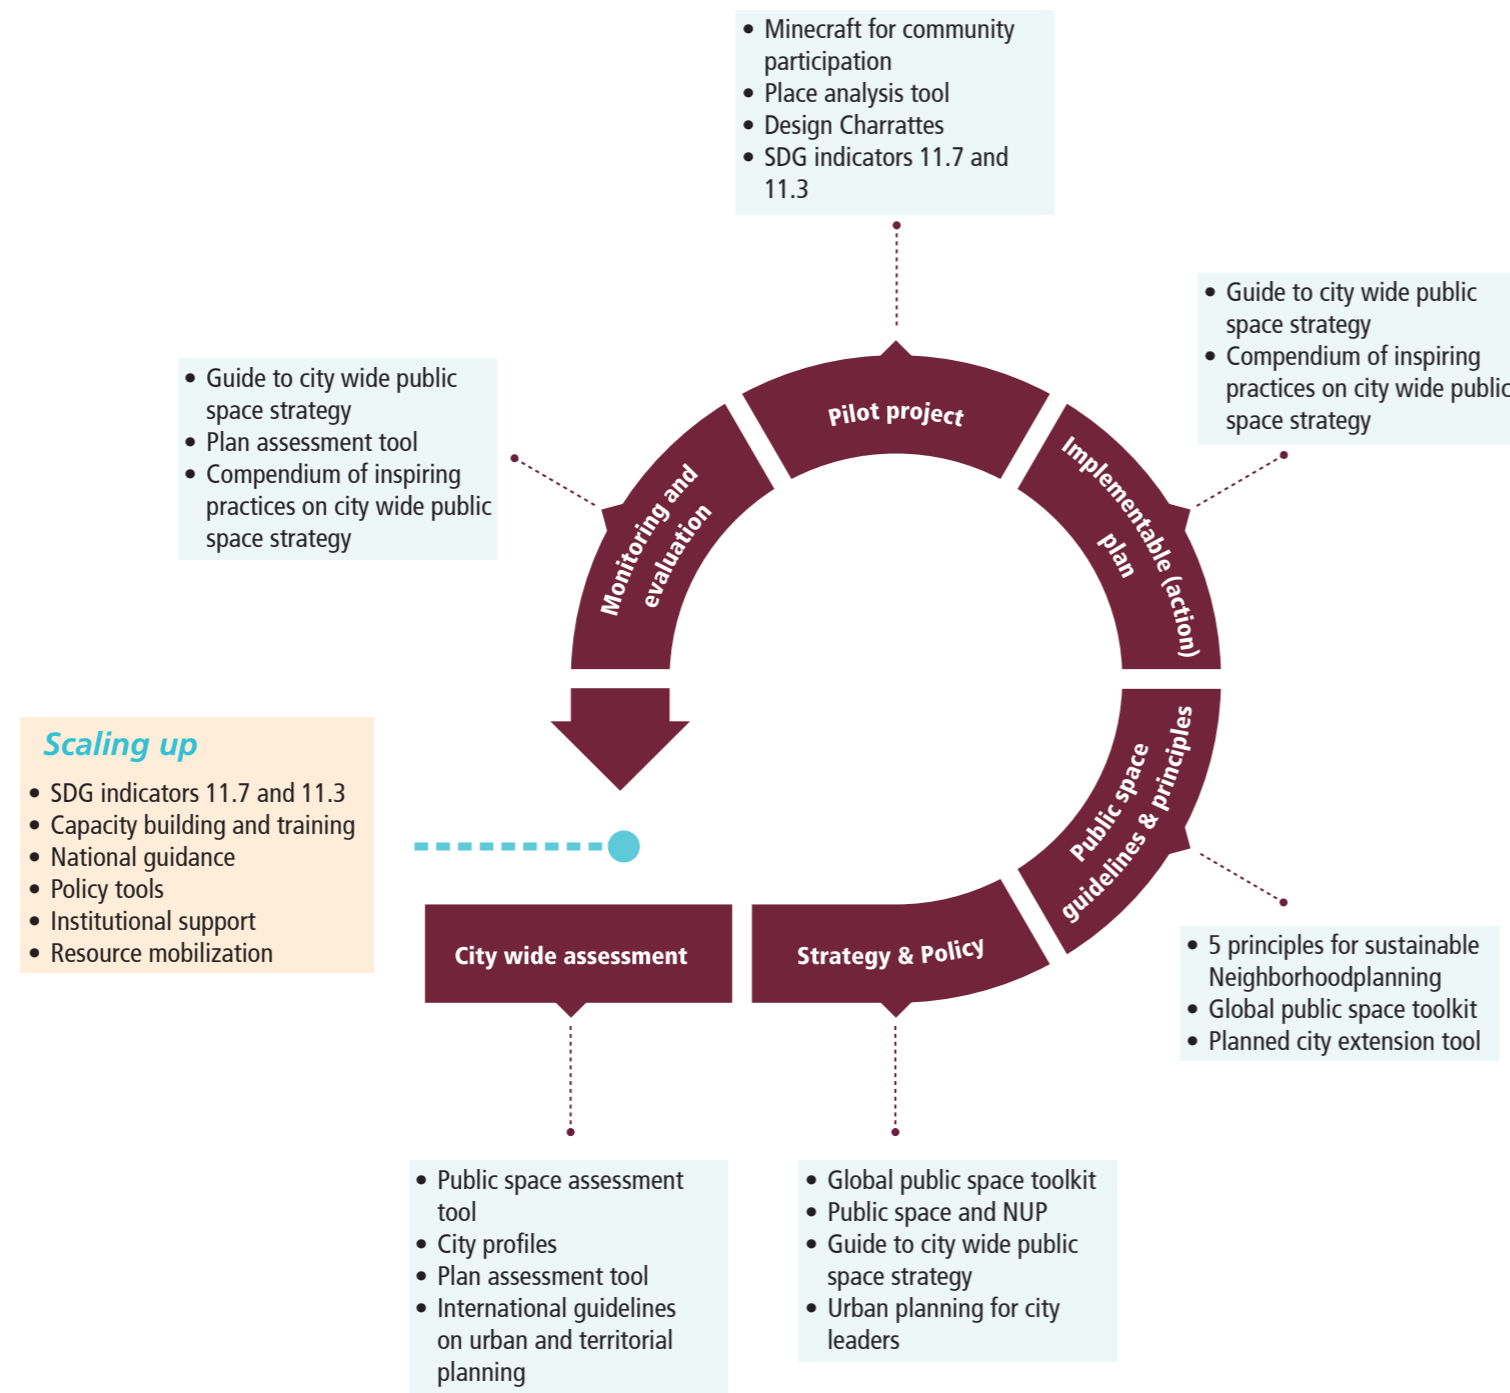 • Minecraft for community
participation
• Place analysis tool
• Design Charrattes
• SDG indicators 11.7 and
11.3
• Guide to city wide public
space strategy
• Compendium of inspiring
practices on city wide public
space strategy
• Guide to city wide public
space strategy
• Plan assessment tool
• Compendium of inspiring
practices on city wide public
space strategy
Pilot project
Implementable (action)
plan
Monitoring and
evaluation
Public space
guidelines & principles
Scaling up
• SDG indicators 11.7 and 11.3
• Capacity building and training
• National guidance
• Policy tools
• Institutional support
• Resource mobilization
City wide assessment
Strategy & Policy
• 5 principles for sustainable
Neighborhoodplanning
• Global public space toolkit
• Planned city extension tool
• Public space assessment
tool
• City profiles
• Plan assessment tool
• International guidelines
on urban and territorial
planning
• Global public space toolkit
• Public space and NUP
• Guide to city wide public
space strategy
• Urban planning for city
leaders